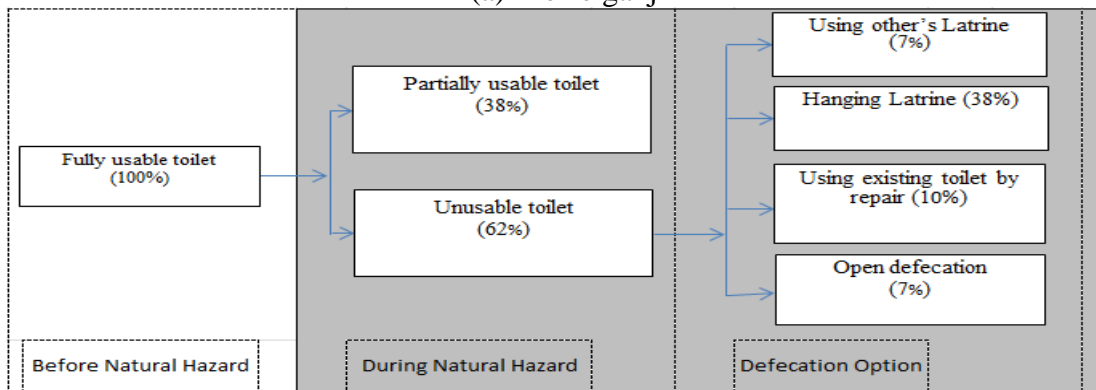 Fully usable toilet
(100%)
Partially usable toilet
(38%)
Unusable toilet
(62%)
Using other's Latrine
(7%)
Hanging Latrine (38%)
Using existing toilet by
repair (10%)
Open defecation
(7%)
Before Natural Hazard
During Natural Hazard
Defecation Option